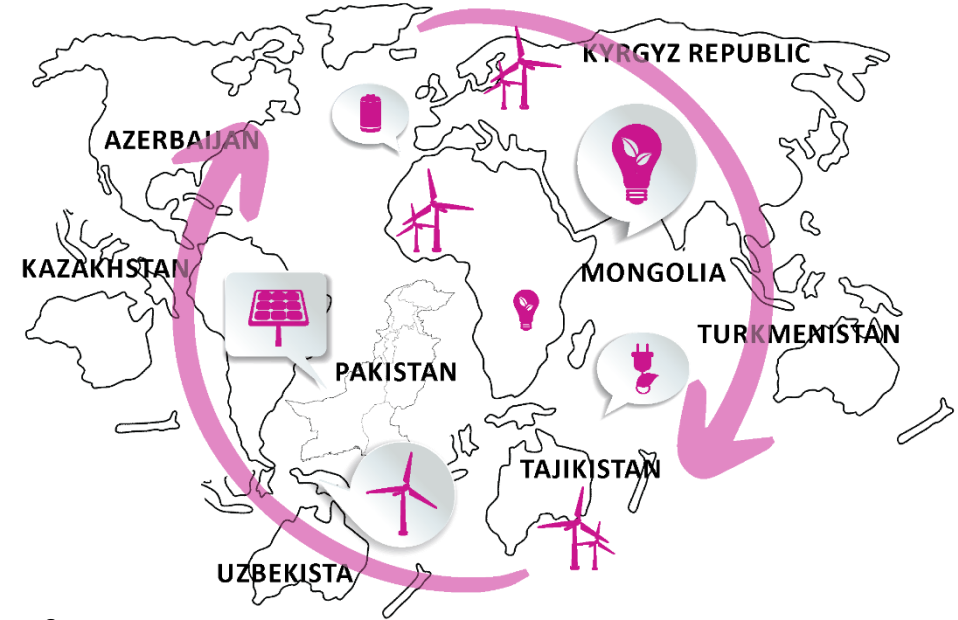 KYRGYZ REPUBLIC
AZERBAIJAN
KAZAKHSTAN
MONGOLIA
TURKMENISTAN
PAKISTAN
TAJIKISTAN
UZBEKISTA